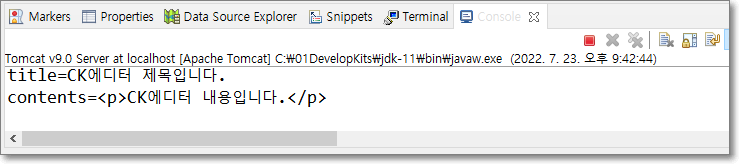 Markers Properties Data Source Explorer Snippets Terminal Console
Tomcat v9.0 Server at localhost [Apache Tomcat] C:₩01DevelopKits₩jdk-11₩bin₩javaw.exe (2022. 7. 23. 오후 9:42:44)
title=CK에디터 제목입니다.
contents=<p>CK에디터 내용입니다.</p>